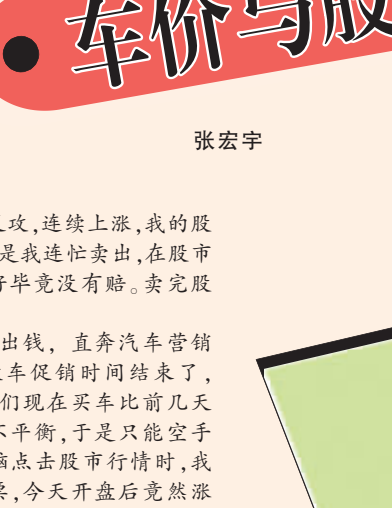 车价与股
张宏宇
攻,连续上涨,我的股
是我连忙卖出,在股市
好毕竟没有赔。卖完股
出钱，直奔汽车营销
车促销时间结束了，
们现在买车比前几天
不平衡,于是只能空手
脑点击股市行情时,我
票,今天开盘后竟然涨